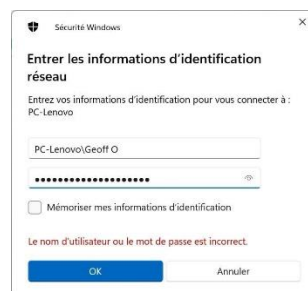 Sécurité Windows
Entrer les informations d'identification
réseau
Entrez vos informations d'identification pour vous connecter à :
PC-Lenovo
PC-Lenovo\Geoff O
••••••••••••••••••••
Mémoriser mes informations d'identification
Le nom d'utilisateur ou le mot de passe est incorrect.
OK
Annuler